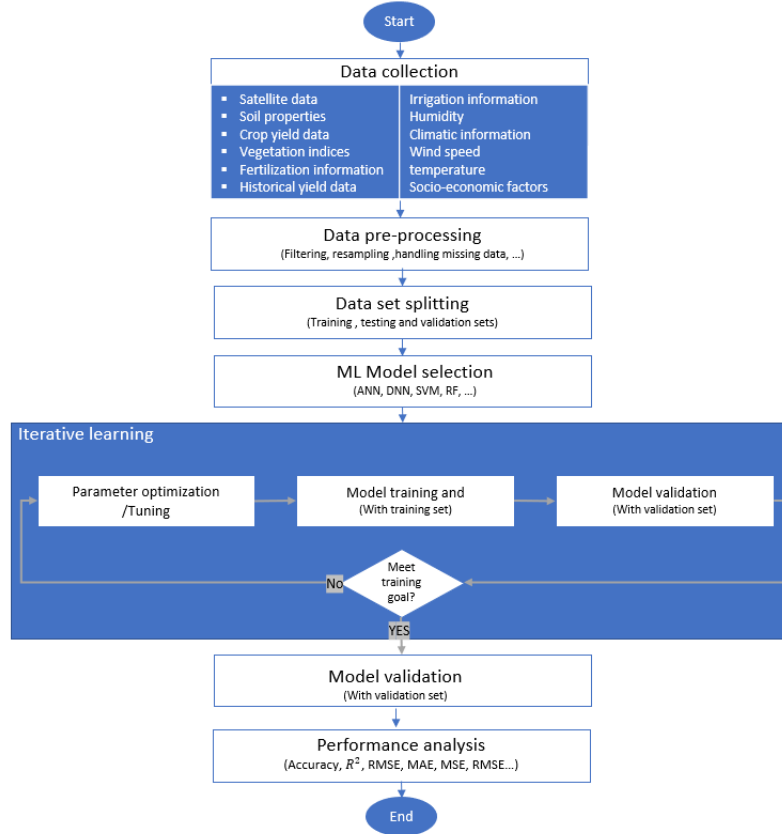 Start
Data collection
▪ Satellite data
▪ Soil properties
▪ Crop yield data
▪ Vegetation indices
▪ Fertilization information
▪ Historical yield data
Irrigation information
Humidity
Climatic information
Wind speed
temperature
Socio-economic factors
Data pre-processing
(Filtering, resampling ,handling missing data, ...)
Data set splitting
(Training , testing and validation sets)
ML Model selection
(ANN, DNN, SVM, RF, ...)
Iterative learning
Parameter optimization
/Tuning
Model training and
(With training set)
Model validation
(With validation set)
Meet
training
goal?
No
YES
Model validation
(With validation set)
Performance analysis
(Accuracy, R², RMSE, MAE, MSE, RMSE...)
End